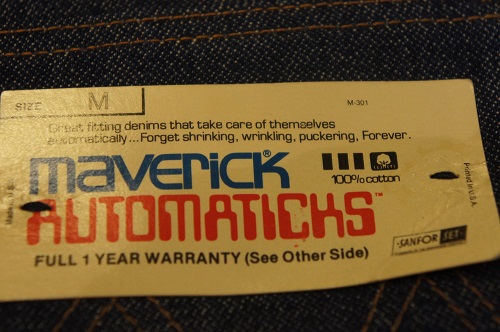 SIZE M
M-301
Great fitting denims that take care of themselves
automatically...Forget shrinking, wrinkling, puckering, Forever.
maverick®
100% cotton
AUTOMATICKS™
FULL 1 YEAR WARRANTY (See Other Side)
SANFOR SET
Printed in U.S.A.